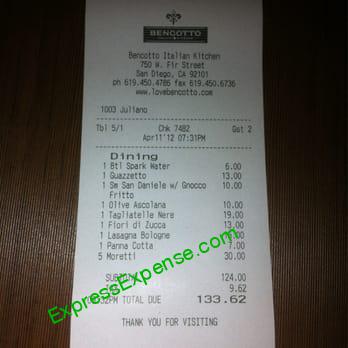 BENCOTTO
Bencotto Italian Kitchen
750 W. Fir Street
San Diego, CA 92101
ph 619.450.4786 fax 619.450.6736
www.lovebencotto.com
1003 Juliano
Tbl 5/1 Chk 7482 Gst 2
Apr11'12 07:31PM
Dining
1 Btl Spark Water 6.00
1 Guazzetto 13.00
1 Sm San Daniele w/ Gnocco 10.00
Fritto
1 Olive Ascolana 10.00
1 Tagliatelle Nere 19.00
1 Fiori di Zucca 13.00
1 Lasagna Bologne
1 Panna Cotta 7.00
5 Moretti 30.00
SUBTOTAL 124.00
9.62
TOTAL DUE 133.62
THANK YOU FOR VISITING
ExpressExpense.com